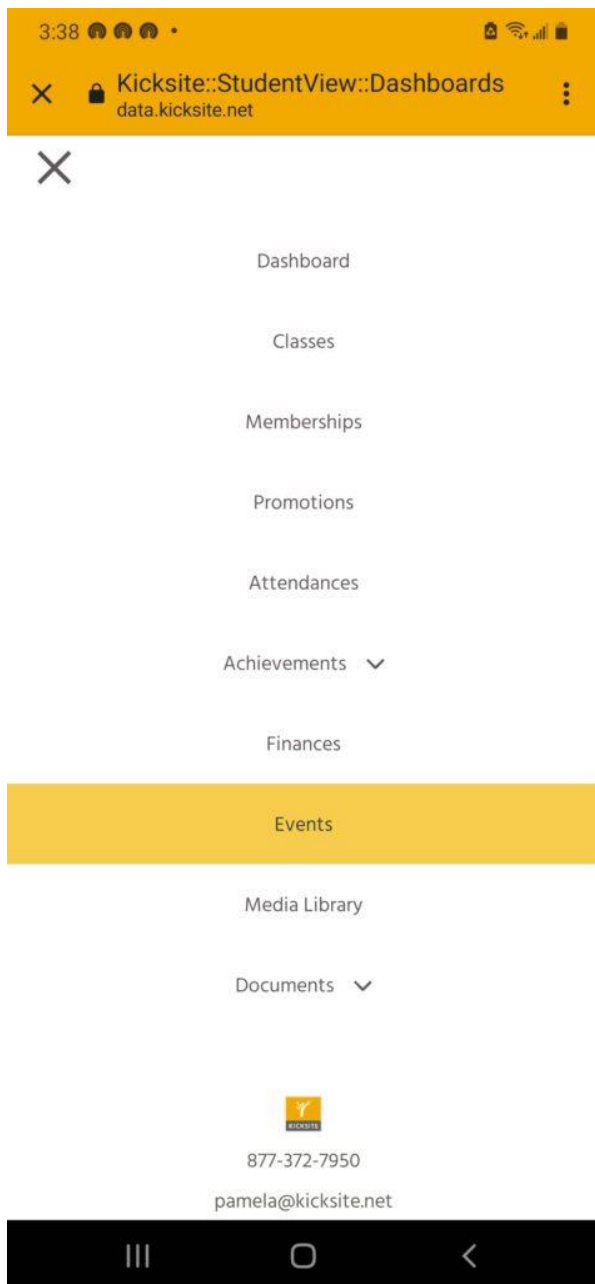 3:38
Kicksite::StudentView::Dashboards
data.kicksite.net
Dashboard
Classes
Memberships
Promotions
Attendances
Achievements
Finances
Events
Media Library
Documents
KICKSITE
877-372-7950
pamela@kicksite.net